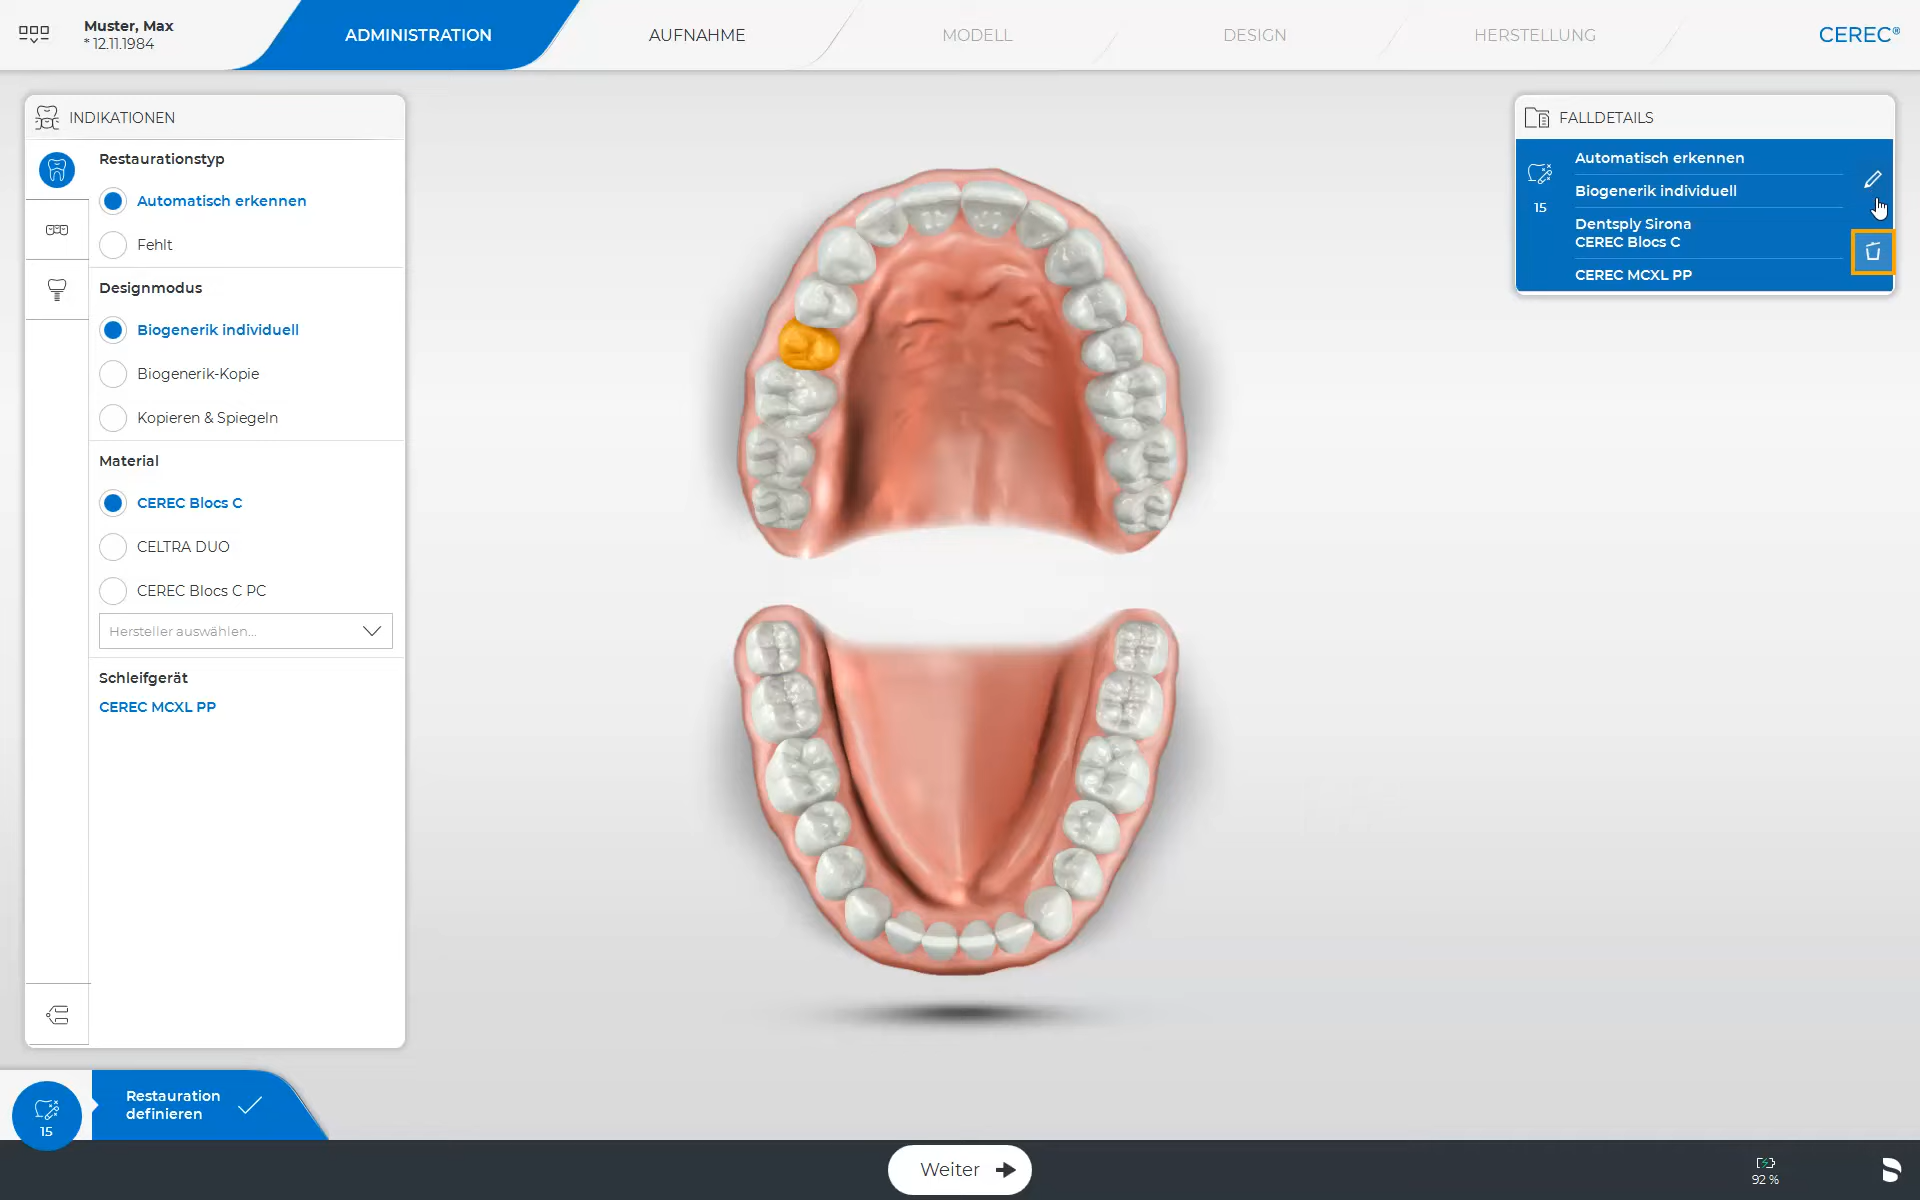 Muster, Max
* 12.11.1984
ADMINISTRATION
AUFNAHME
MODELL
DESIGN
HERSTELLUNG
CEREC®
INDIKATIONEN
Restaurationstyp
Automatisch erkennen
Fehlt
Designmodus
Biogenerik individuell
Biogenerik-Kopie
Kopieren & Spiegeln
Material
CEREC Blocs C
CELTRA DUO
CEREC Blocs C PC
Hersteller auswählen...
Schleifgerät
CEREC MCXL PP
FALLDETAILS
15
Automatisch erkennen
Biogenerik individuell
Dentsply Sirona
CEREC Blocs C
CEREC MCXL PP
15
Restauration
definieren
Weiter
92 %